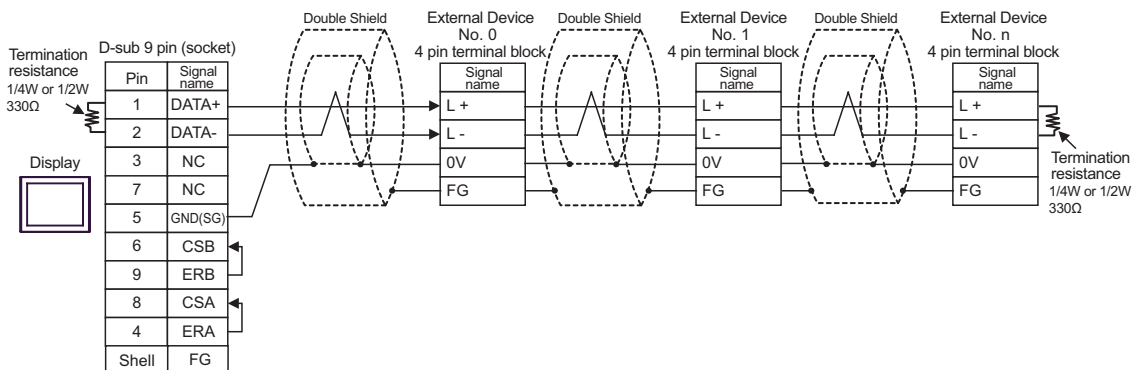 Termination
resistance
1/4W or 1/2W
330Ω
Display
D-sub 9 pin (socket)
Pin Signal name
1 DATA+
2 DATA-
3 NC
7 NC
5 GND(SG)
6 CSB
9 ERB
8 CSA
4 ERA
Shell FG
Double Shield
External Device
No. 0
4 pin terminal block
Signal
name
L +
L -
0V
FG
Double Shield
External Device
No. 1
4 pin terminal block
Signal
name
L +
L -
0V
FG
Double Shield
External Device
No. n
4 pin terminal block
Signal
name
L +
L -
0V
FG
Termination
resistance
1/4W or 1/2W
330Ω